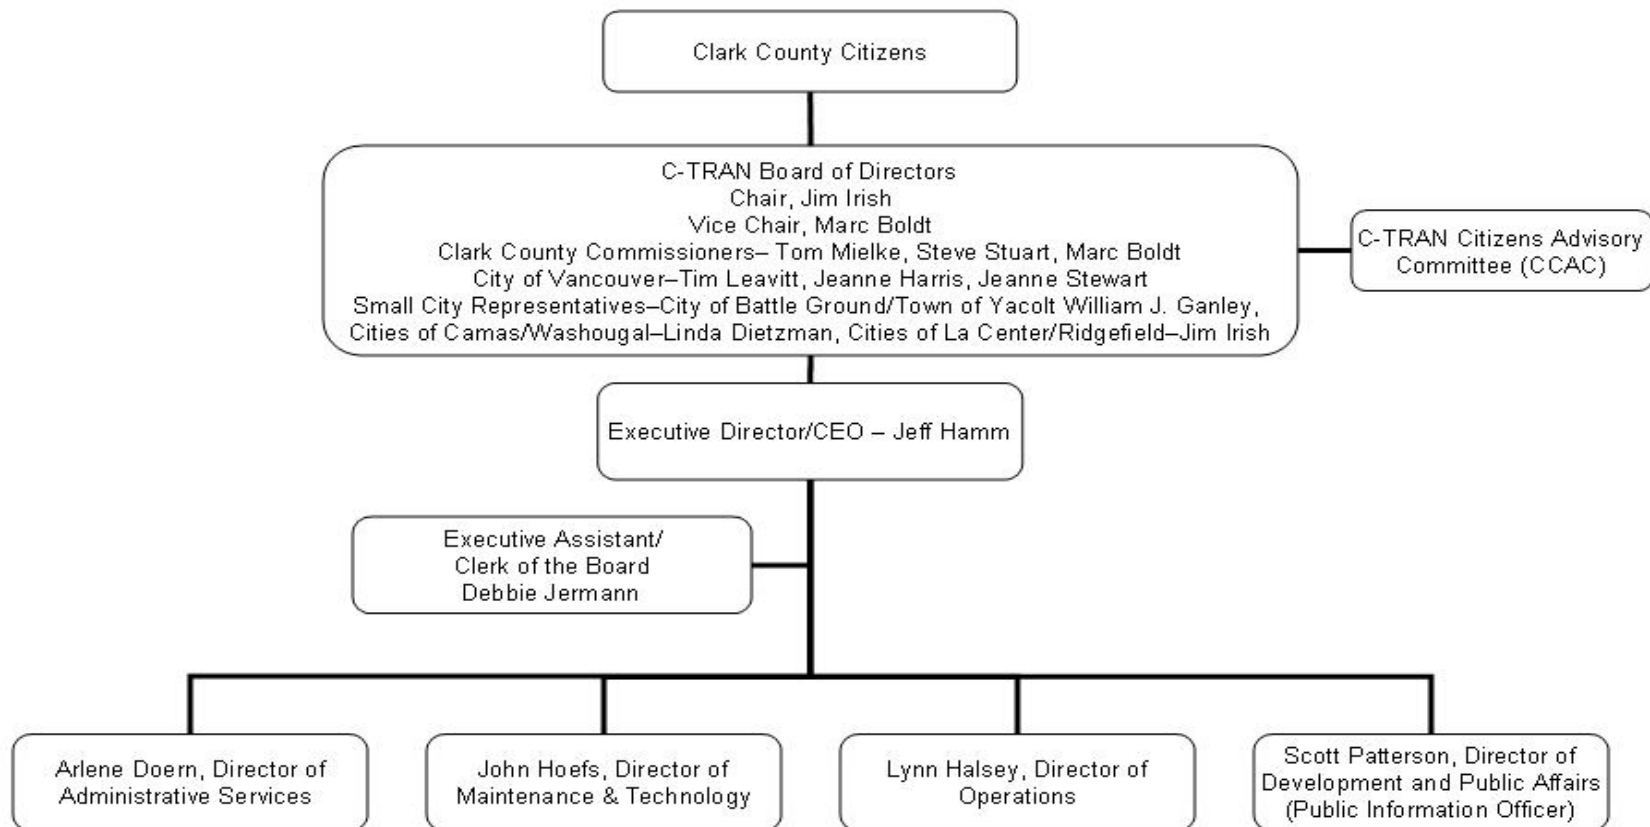 Clark County Citizens
C-TRAN Board of Directors
Chair, Jim Irish
Vice Chair, Marc Boldt
Clark County Commissioners– Tom Mielke, Steve Stuart, Marc Boldt
City of Vancouver–Tim Leavitt, Jeanne Harris, Jeanne Stewart
Small City Representatives–City of Battle Ground/Town of Yacolt William J. Ganley,
Cities of Camas/Washougal–Linda Dietzman, Cities of La Center/Ridgefield–Jim Irish
C-TRAN Citizens Advisory
Committee (CCAC)
Executive Director/CEO – Jeff Hamm
Executive Assistant/
Clerk of the Board
Debbie Jermann
Arlene Doern, Director of
Administrative Services
John Hoefs, Director of
Maintenance & Technology
Lynn Halsey, Director of
Operations
Scott Patterson, Director of
Development and Public Affairs
(Public Information Officer)